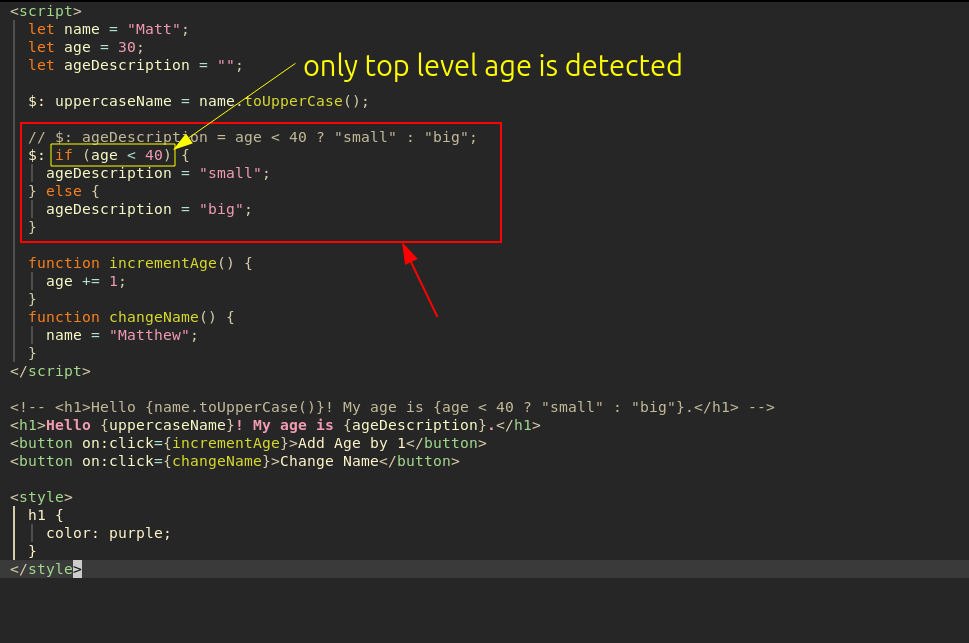 <script>
let name = "Matt";
let age = 30;
let ageDescription = "";
only top level age is detected
$: uppercaseName = name.toUpperCase();
// $: ageDescription = age < 40 ? "small" : "big";
$: if (age < 40) {
ageDescription = "small";
} else {
ageDescription = "big";
}
function incrementAge() {
age += 1;
}
function changeName() {
name = "Matthew";
}
</script>
<!-- <h1>Hello {name.toUpperCase()}! My age is {age < 40 ? "small" : "big"}.</h1> -->
<h1>Hello {uppercaseName}! My age is {ageDescription}.</h1>
<button on:click={incrementAge}>Add Age by 1</button>
<button on:click={changeName}>Change Name</button>
<style>
h1 {
color: purple;
}
</style>